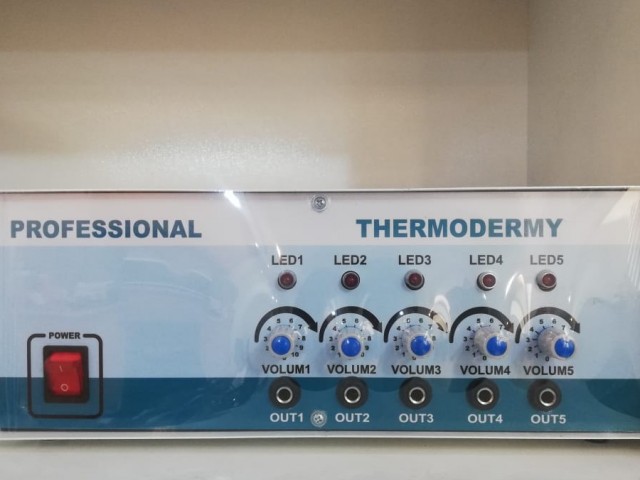 PROFESSIONAL THERMODERMY
LED1 LED2 LED3 LED4 LED5
POWER
VOLUM1 VOLUM2 VOLUM3 VOLUM4 VOLUM5
OUT1 OUT2 OUT3 OUT4 OUT5